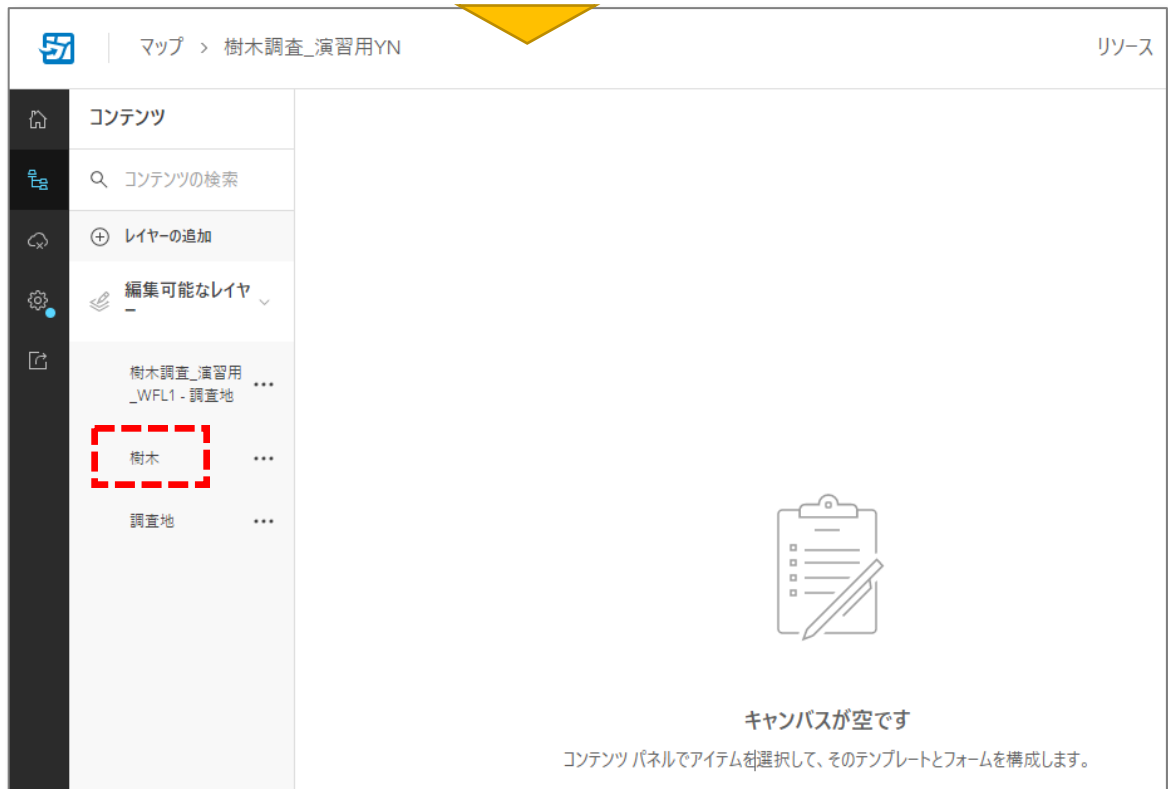 マップ > 樹木調査_演習用YN
リソース
コンテンツ
コンテンツの検索
レイヤーの追加
編集可能なレイヤ
ー
樹木調査_演習用
_WFL1 - 調査地
樹木
調査地
キャンバスが空です
コンテンツ パネルでアイテムを選択して、そのテンプレートとフォームを構成します。